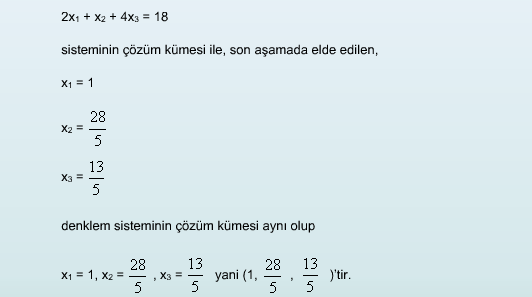 2x₁ + x₂ + 4x₃ = 18
sisteminin çözüm kümesi ile, son aşamada elde edilen,
x₁ = 1
x₂ = 28/5
x₃ = 13/5
denklem sisteminin çözüm kümesi aynı olup
x₁ = 1, x₂ = 28/5 , x₃ = 13/5 yani (1, 28/5 , 13/5 )'tir.